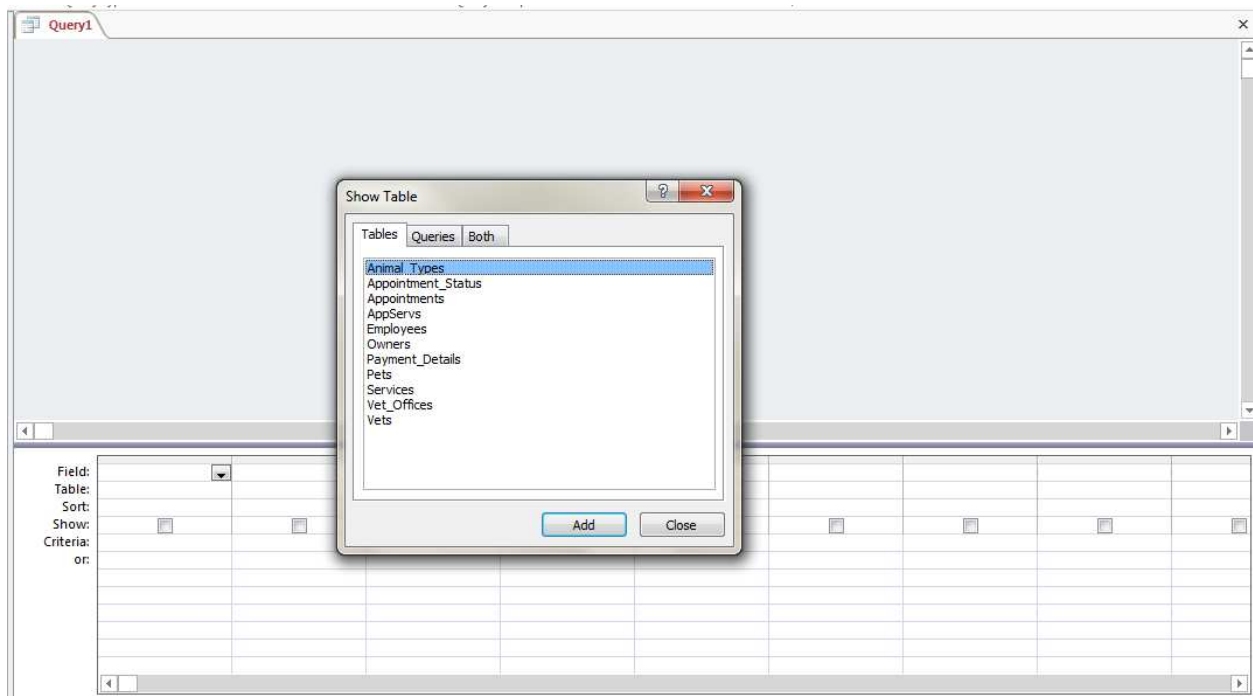 Query1
Show Table
Tables Queries Both
Animal_Types
Appointment_Status
Appointments
AppServs
Employees
Owners
Payment_Details
Pets
Services
Vet_Offices
Vets
Add Close
Field:
Table:
Sort:
Show:
Criteria:
or: